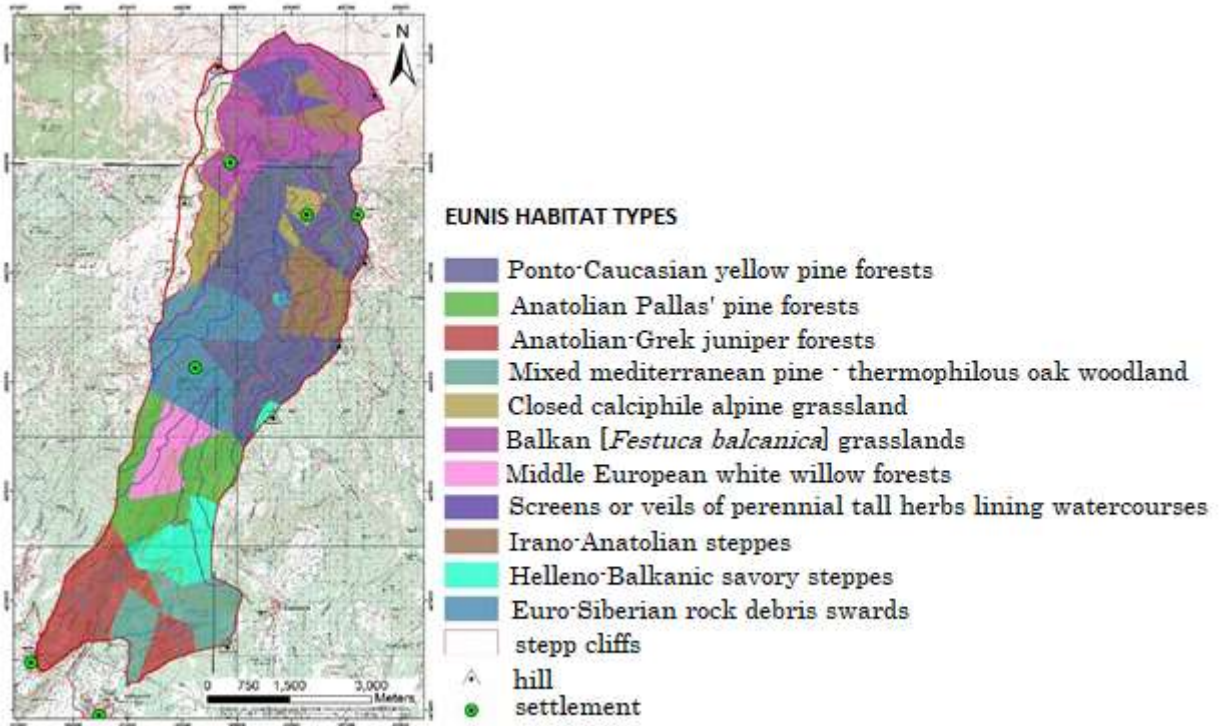 N
0 750 1,500 3,000
Meters
EUNIS HABITAT TYPES
Ponto-Caucasian yellow pine forests
Anatolian Pallas' pine forests
Anatolian-Grek juniper forests
Mixed mediterranean pine - thermophilous oak woodland
Closed calciphile alpine grassland
Balkan [Festuca balcanica] grasslands
Middle European white willow forests
Screens or veils of perennial tall herbs lining watercourses
Irano-Anatolian steppes
Helleno-Balkanic savory steppes
Euro-Siberian rock debris swards
stepp cliffs
hill
settlement